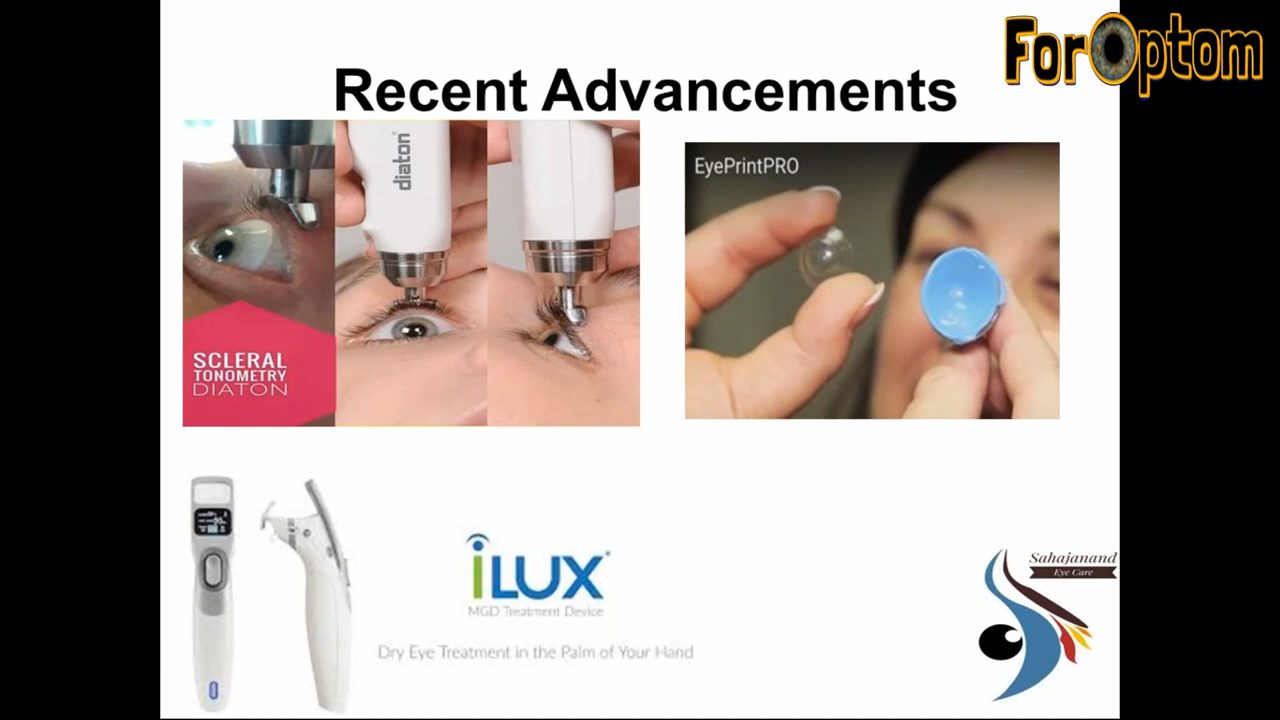 ForOptom
Recent Advancements
diaton
SCLERAL
TONOMETRY
DIATON
EyePrintPRO
iLUX
MGD Treatment Device
Dry Eye Treatment in the Palm of Your Hand
Sahajanand
Eye Care